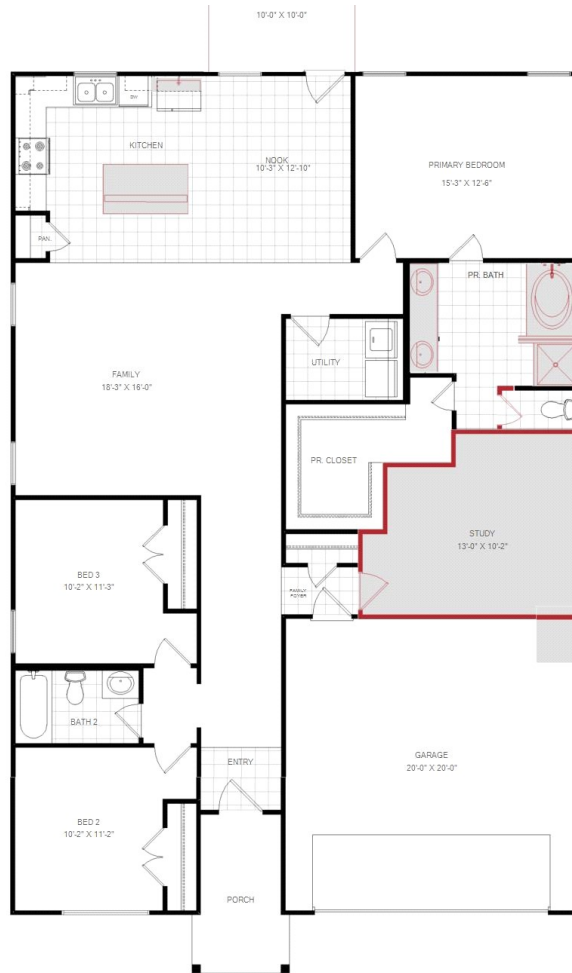 10'-0" X 10'-0"
DW
KITCHEN
NOOK
10'-3" X 12'-10"
PRIMARY BEDROOM
15'-3" X 12'-6"
PAN.
PR. BATH
UTILITY
FAMILY
18'-3" X 16'-0"
PR. CLOSET
STUDY
13'-0" X 10'-2"
BED 3
10'-2" X 11'-3"
FAMILY
FOYER
BATH 2
ENTRY
GARAGE
20'-0" X 20'-0"
BED 2
10'-2" X 11'-2"
PORCH